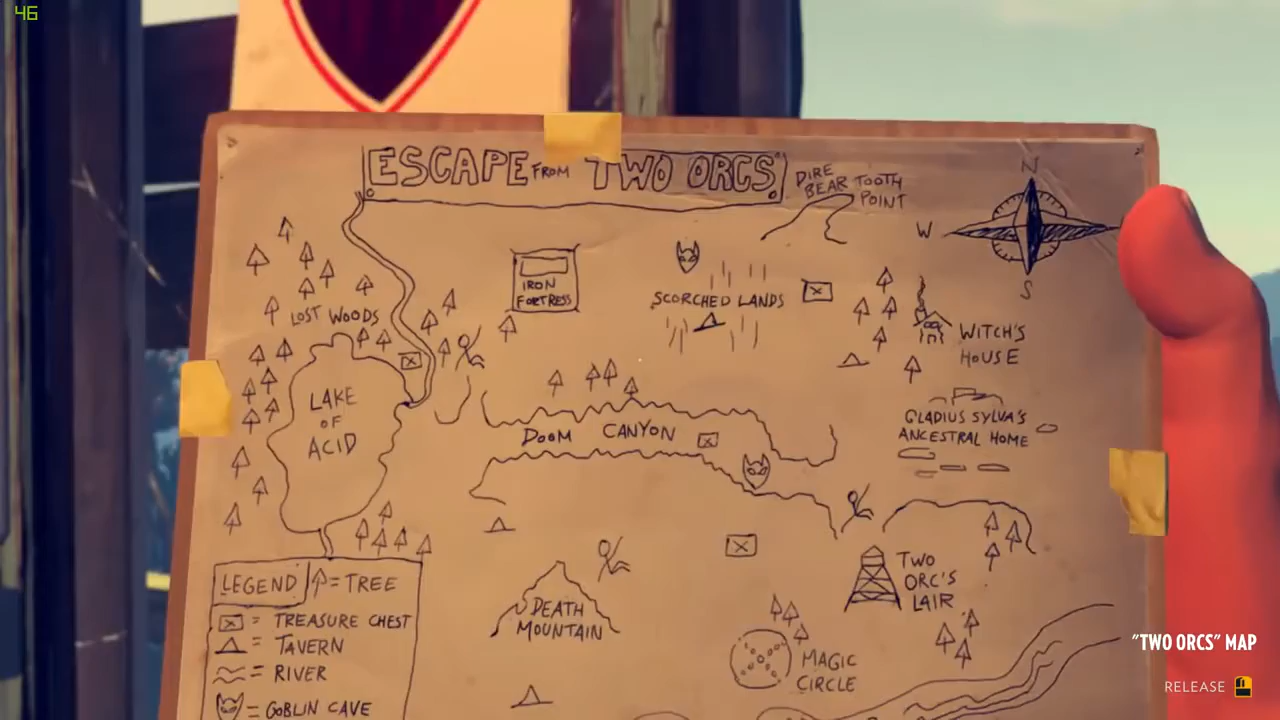 46
ESCAPE FROM TWO ORCS
DIRE
BEAR TOOTH
POINT
N
W
S
IRON
FORTRESS
SCORCHED LANDS
LOST WOODS
WITCH'S
HOUSE
LAKE
OF
ACID
DOOM CANYON
GLADIUS SYLVA'S
ANCESTRAL HOME
TWO
ORC'S
LAIR
DEATH
MOUNTAIN
MAGIC
CIRCLE
LEGEND = TREE
= TREASURE CHEST
= TAVERN
= RIVER
= GOBLIN CAVE
"TWO ORCS" MAP
RELEASE